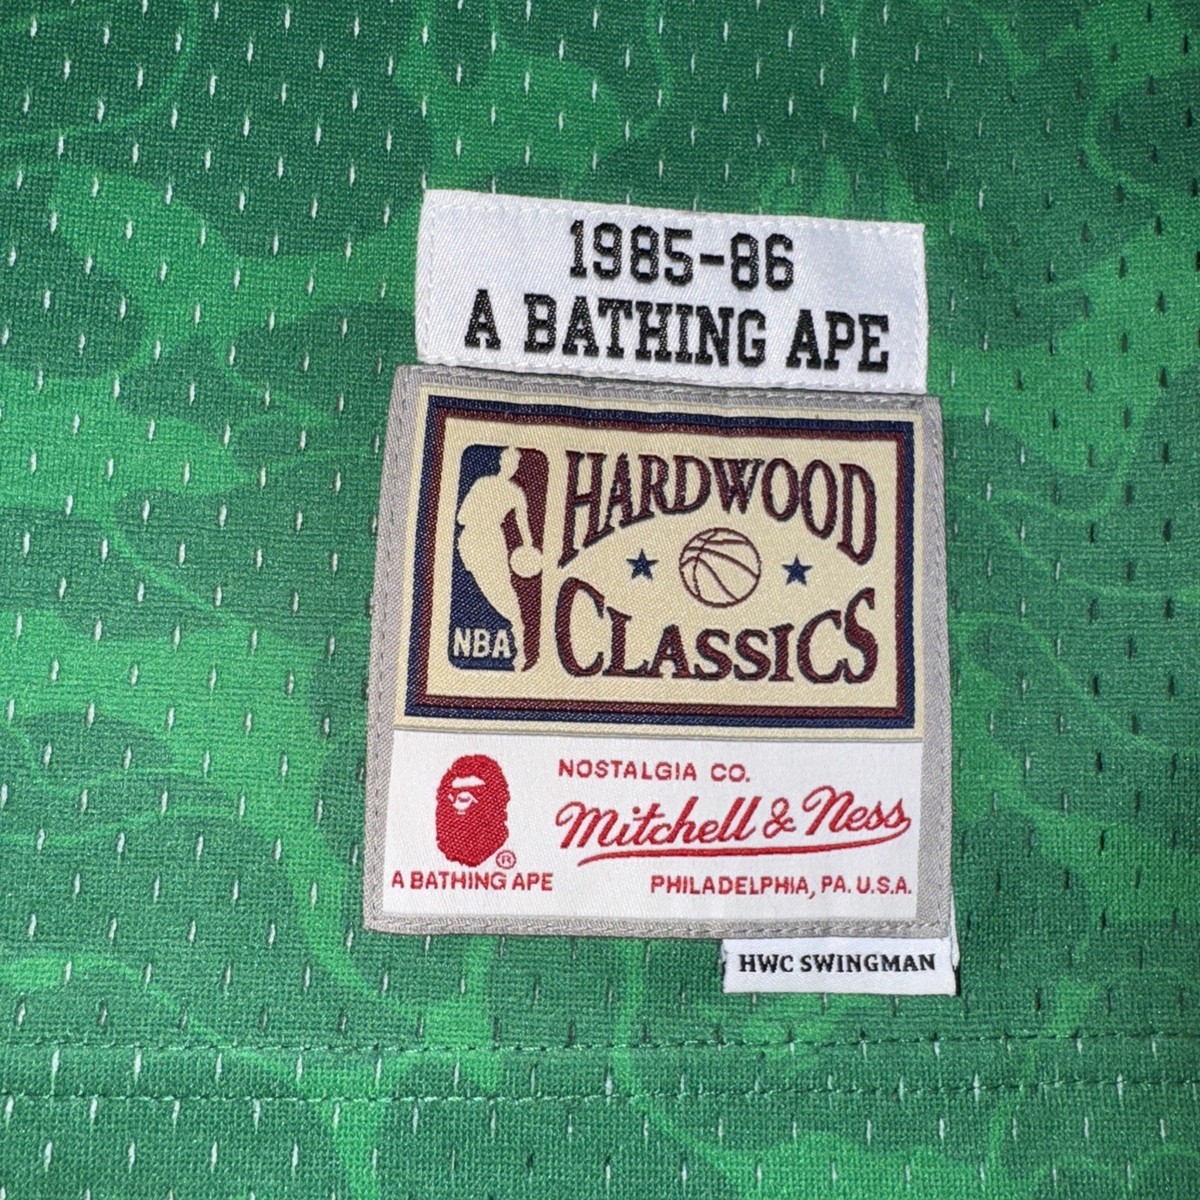 1985-86
A BATHING APE
HARDWOOD
CLASSICS
NBA
NOSTALGIA CO.
Mitchell & Ness
PHILADELPHIA, PA. U.S.A.
®
A BATHING APE
HWC SWINGMAN